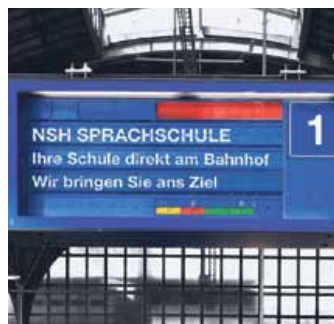 1
NSH SPRACHSCHULE
Ihre Schule direkt am Bahnhof
Wir bringen Sie ans Ziel